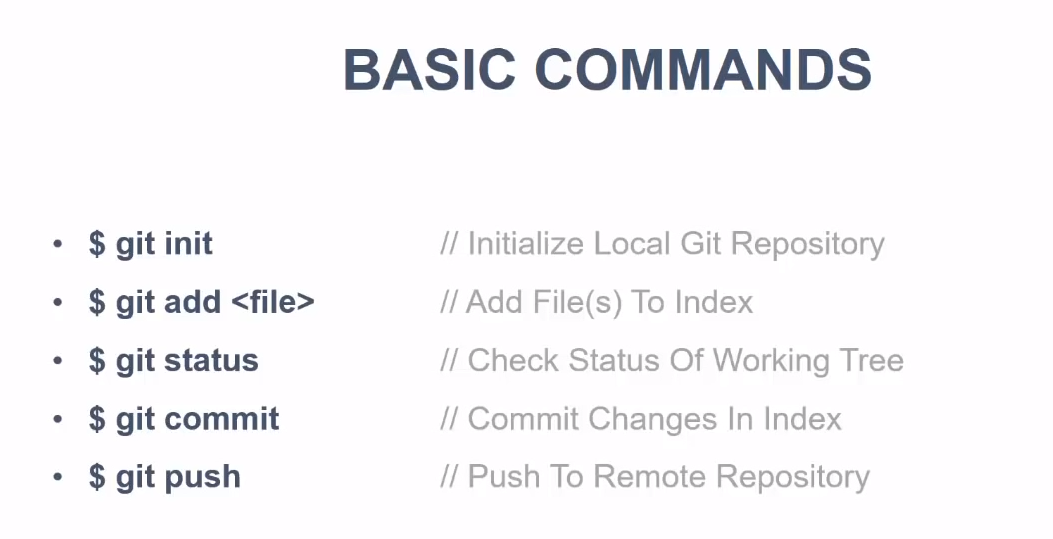 BASIC COMMANDS
• $ git init // Initialize Local Git Repository
• $ git add <file> // Add File(s) To Index
• $ git status // Check Status Of Working Tree
• $ git commit // Commit Changes In Index
• $ git push // Push To Remote Repository